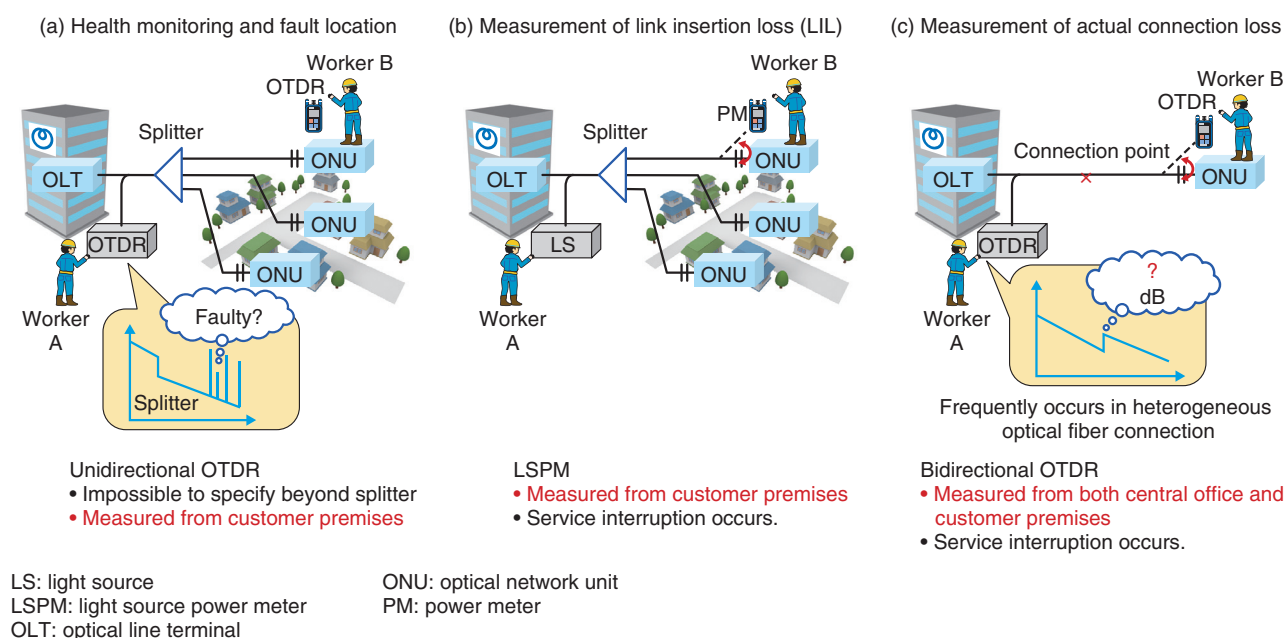 (a) Health monitoring and fault location
Worker B
OTDR
Splitter
OLT
ONU
ONU
ONU
OTDR
Worker
A
Faulty?
Splitter
Unidirectional OTDR
• Impossible to specify beyond splitter
• Measured from customer premises
(b) Measurement of link insertion loss (LIL)
Worker B
PM
Splitter
OLT
ONU
ONU
ONU
LS
Worker
A
LSPM
• Measured from customer premises
• Service interruption occurs.
(c) Measurement of actual connection loss
Worker B
OTDR
Connection point
OLT
ONU
OTDR
Worker
A
?
dB
Frequently occurs in heterogeneous
optical fiber connection
Bidirectional OTDR
• Measured from both central office and
customer premises
• Service interruption occurs.
LS: light source
LSPM: light source power meter
OLT: optical line terminal
ONU: optical network unit
PM: power meter